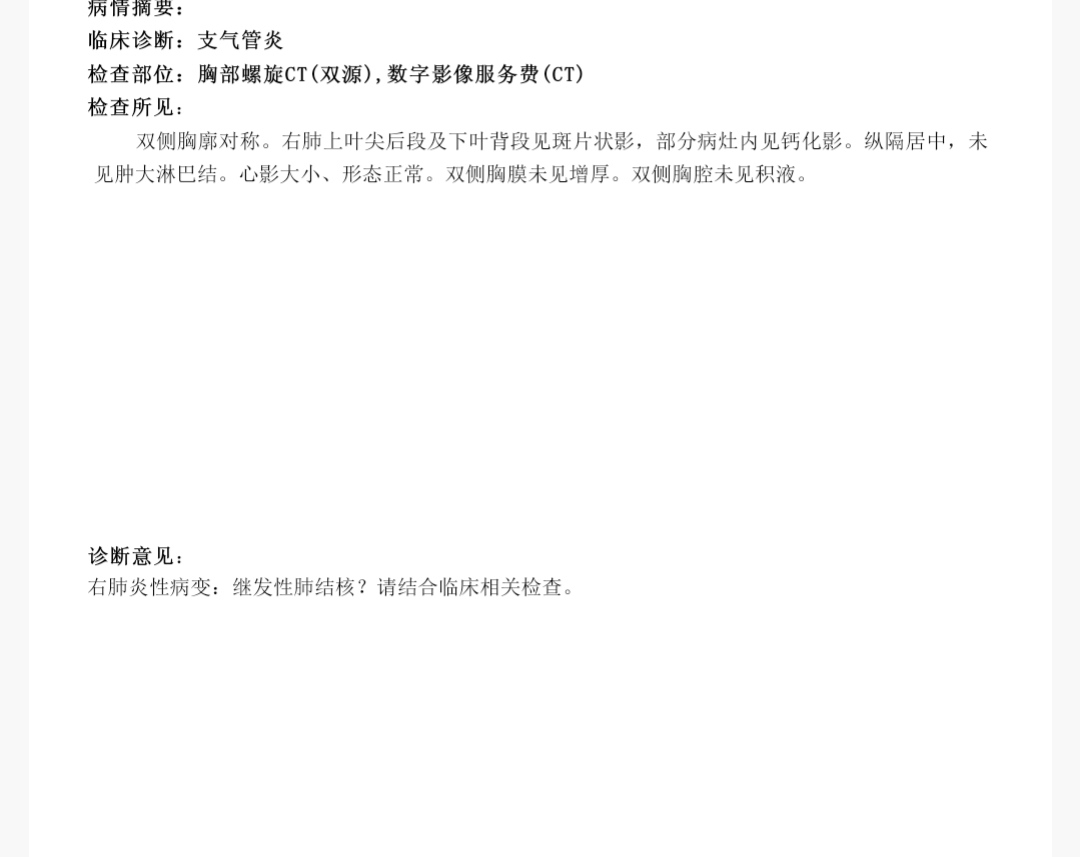 病情摘要：
临床诊断：支气管炎
检查部位：胸部螺旋CT(双源),数字影像服务费(CT)
检查所见：
双侧胸廓对称。右肺上叶尖后段及下叶背段见斑片状影，部分病灶内见钙化影。纵隔居中，未
见肿大淋巴结。心影大小、形态正常。双侧胸膜未见增厚。双侧胸腔未见积液。
诊断意见：
右肺炎性病变：继发性肺结核？请结合临床相关检查。